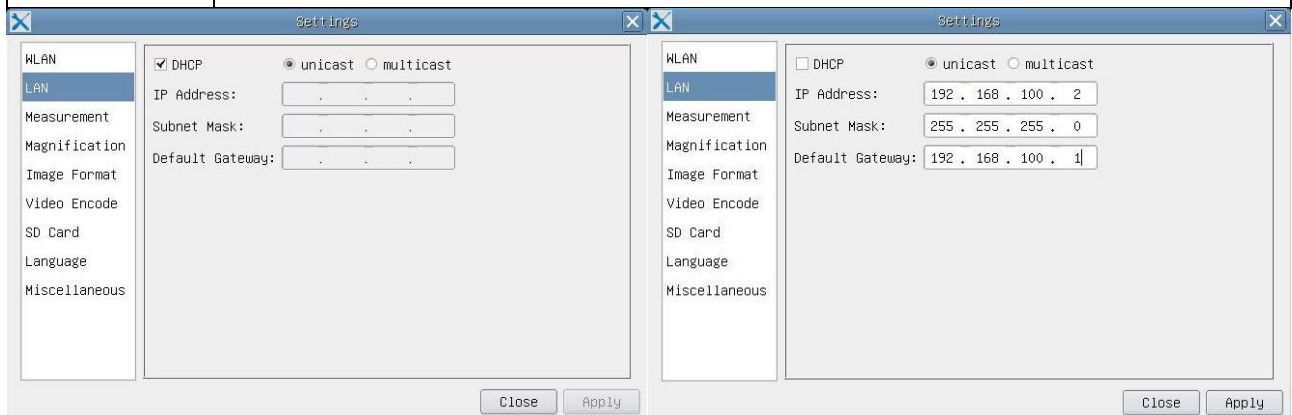 Settings
WLAN
LAN
Measurement
Magnification
Image Format
Video Encode
SD Card
Language
Miscellaneous
DHCP unicast multicast
IP Address: . . .
Subnet Mask: . . .
Default Gateway: . . .
Close Apply
Settings
WLAN
LAN
Measurement
Magnification
Image Format
Video Encode
SD Card
Language
Miscellaneous
DHCP unicast multicast
IP Address: 192 . 168 . 100 . 2
Subnet Mask: 255 . 255 . 255 . 0
Default Gateway: 192 . 168 . 100 . 1
Close Apply